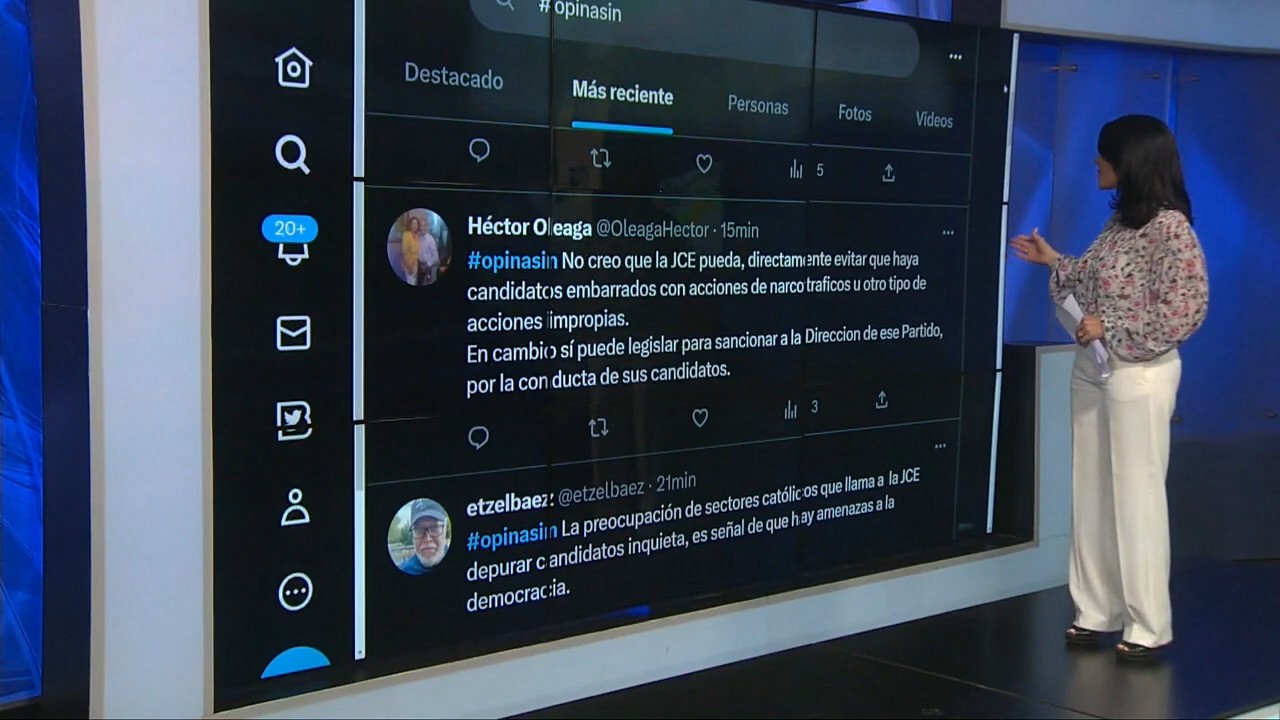 #opinasin
Destacado
Más reciente
Personas
Fotos
Videos
5
20+
Héctor Oleaga @OleagaHector · 15min
#opinasin No creo que la JCE pueda, directamente evitar que haya
candidatos embarrados con acciones de narco traficos u otro tipo de
acciones impropias.
En cambio sí puede legislar para sancionar a la Direccion de ese Partido,
por la conducta de sus candidatos.
3
etzelbaez @etzelbaez · 21min
#opinasin La preocupación de sectores católicos que llama a la JCE
depurar candidatos inquieta, es señal de que hay amenazas a la
democracia.